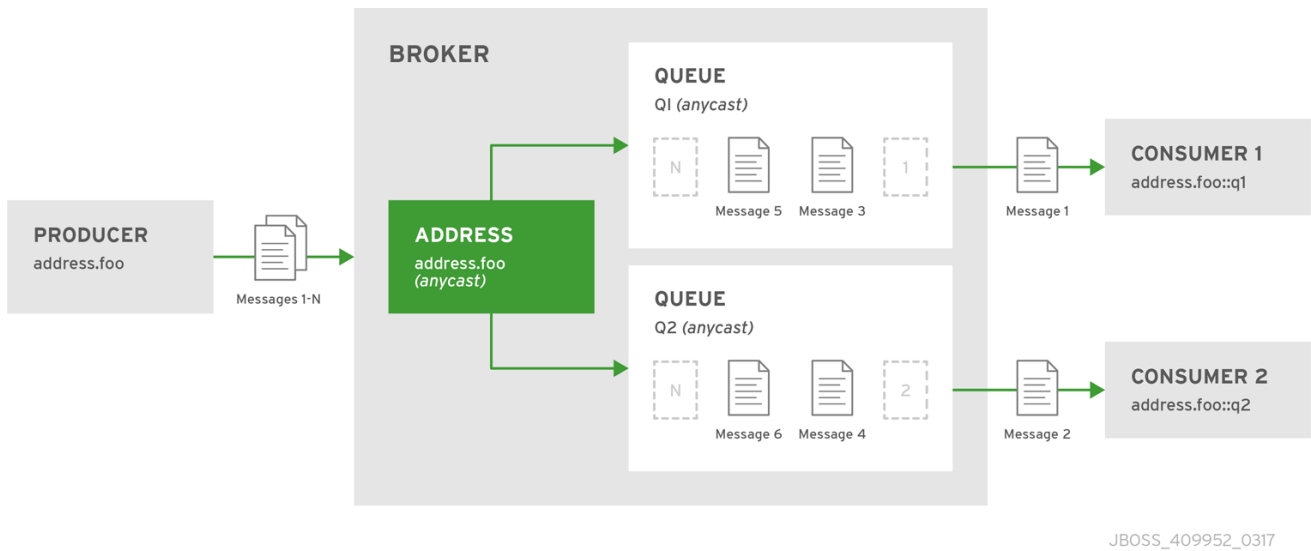 BROKER
QUEUE
Q1 (anycast)
N
1
Message 5
Message 3
Message 1
CONSUMER 1
address.foo::q1
PRODUCER
address.foo
Messages 1-N
ADDRESS
address.foo
(anycast)
QUEUE
Q2 (anycast)
N
2
Message 6
Message 4
Message 2
CONSUMER 2
address.foo::q2
JBOSS_409952_0317